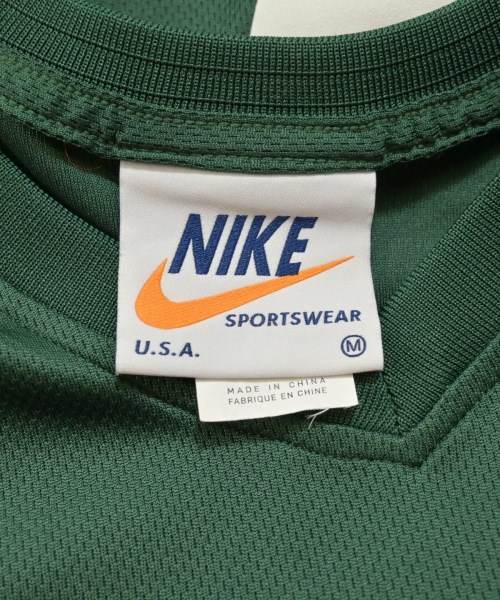 NIKE
SPORTSWEAR
U.S.A. M
MADE IN CHINA
FABRIQUE EN CHINE